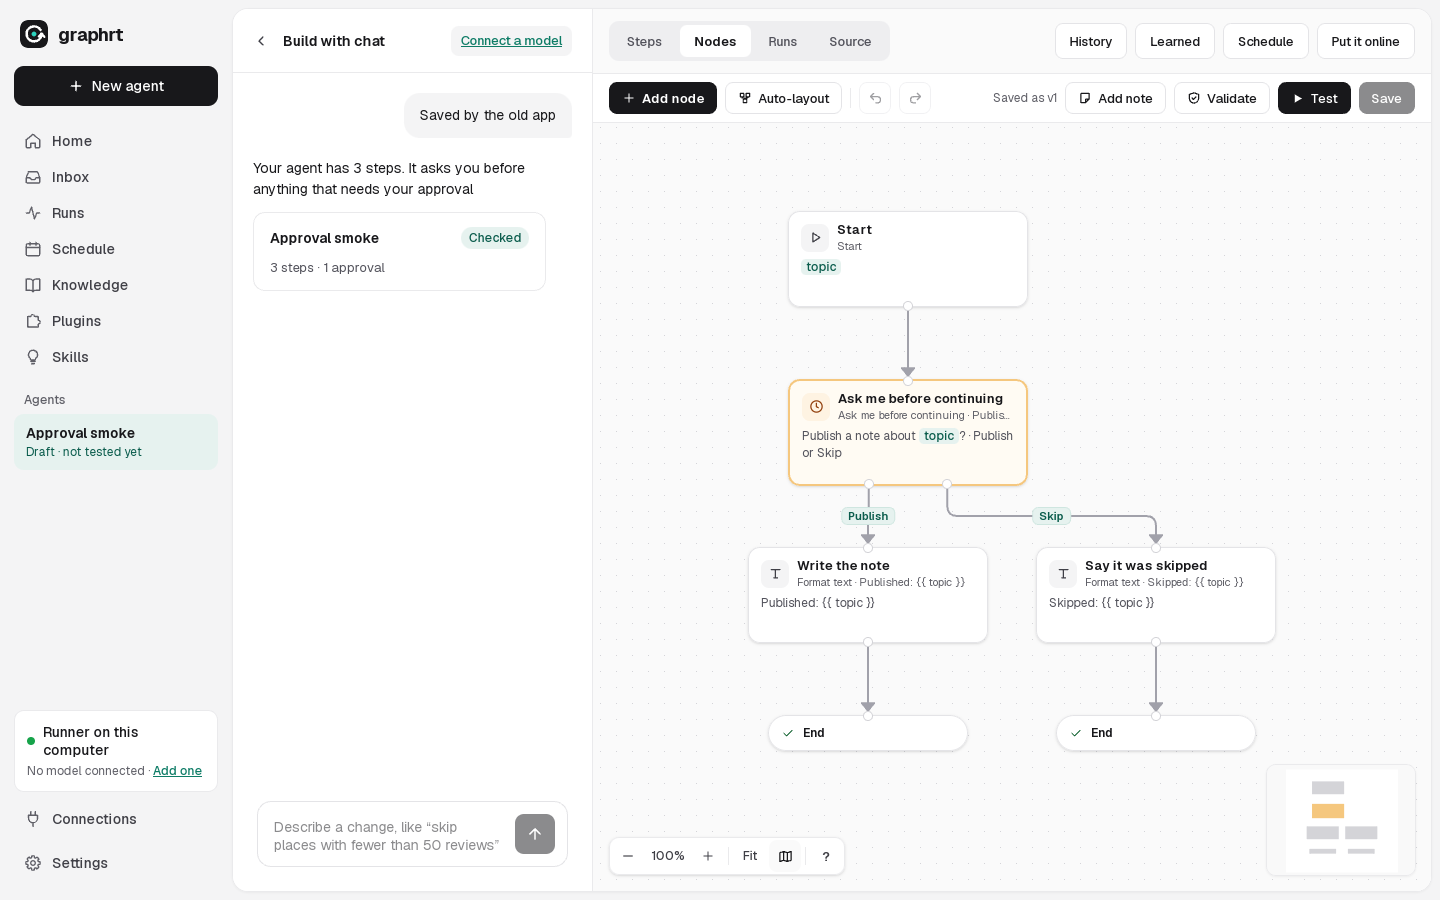 graphrt
New agent
Home
Inbox
Runs
Schedule
Knowledge
Plugins
Skills
Agents
Approval smoke
Draft · not tested yet
Runner on this
computer
No model connected · Add one
Connections
Settings
Build with chat
Connect a model
Saved by the old app
Your agent has 3 steps. It asks you before
anything that needs your approval
Approval smoke
Checked
3 steps · 1 approval
Describe a change, like “skip
places with fewer than 50 reviews”
Steps
Nodes
Runs
Source
History
Learned
Schedule
Put it online
Add node
Auto-layout
Saved as v1
Add note
Validate
Test
Save
Start
Start
topic
Ask me before continuing
Ask me before continuing · Publis...
Publish a note about topic ? · Publish
or Skip
Publish
Skip
Write the note
Format text · Published: {{ topic }}
Published: {{ topic }}
Say it was skipped
Format text · Skipped: {{ topic }}
Skipped: {{ topic }}
End
End
100%
Fit
?